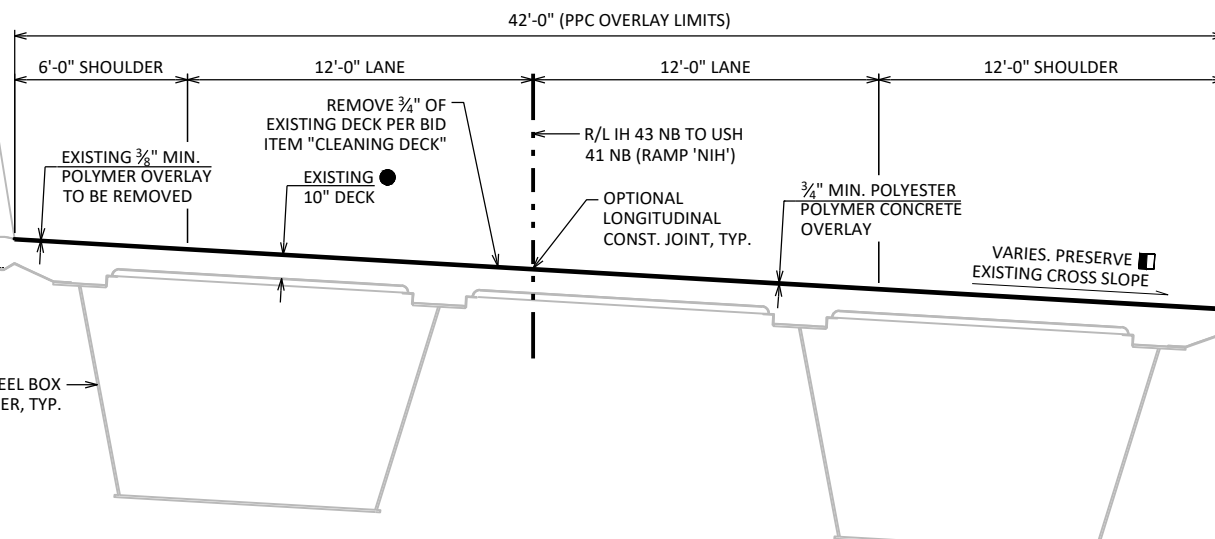 42'-0" (PPC OVERLAY LIMITS)
6'-0" SHOULDER
12'-0" LANE
12'-0" LANE
12'-0" SHOULDER
REMOVE ¾" OF
EXISTING DECK PER BID
ITEM "CLEANING DECK"
R/L IH 43 NB TO USH
41 NB (RAMP 'NIH')
EXISTING ⅜" MIN.
POLYMER OVERLAY
TO BE REMOVED
EXISTING
10" DECK
OPTIONAL
LONGITUDINAL
CONST. JOINT, TYP.
¾" MIN. POLYESTER
POLYMER CONCRETE
OVERLAY
VARIES. PRESERVE
EXISTING CROSS SLOPE
EEL BOX
ER, TYP.